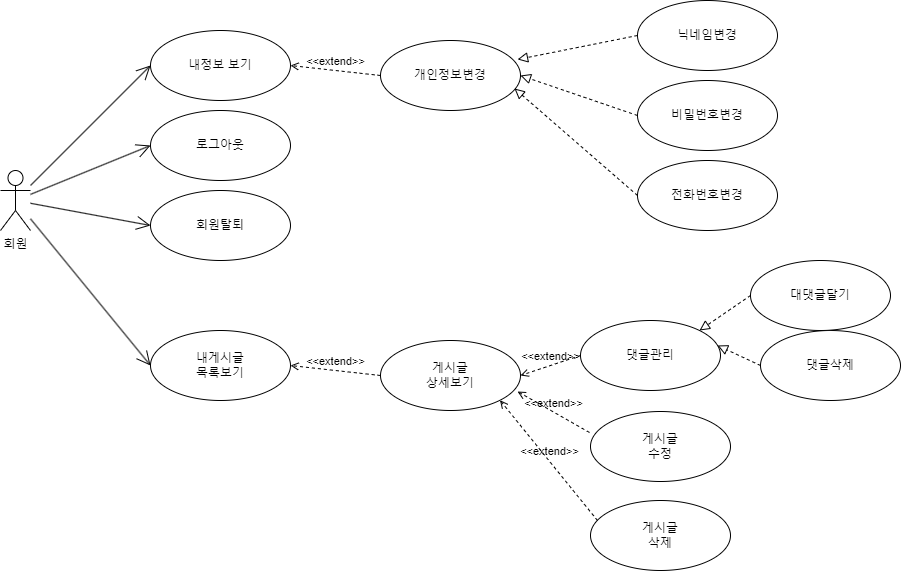 닉네임변경
내정보 보기
<<extend>>
개인정보변경
비밀번호변경
로그아웃
전화번호변경
회원탈퇴
회원
대댓글달기
내게시글
목록보기
<<extend>>
게시글
상세보기
<<extend>>
댓글관리
댓글삭제
<<extend>>
게시글
수정
<<extend>>
게시글
삭제